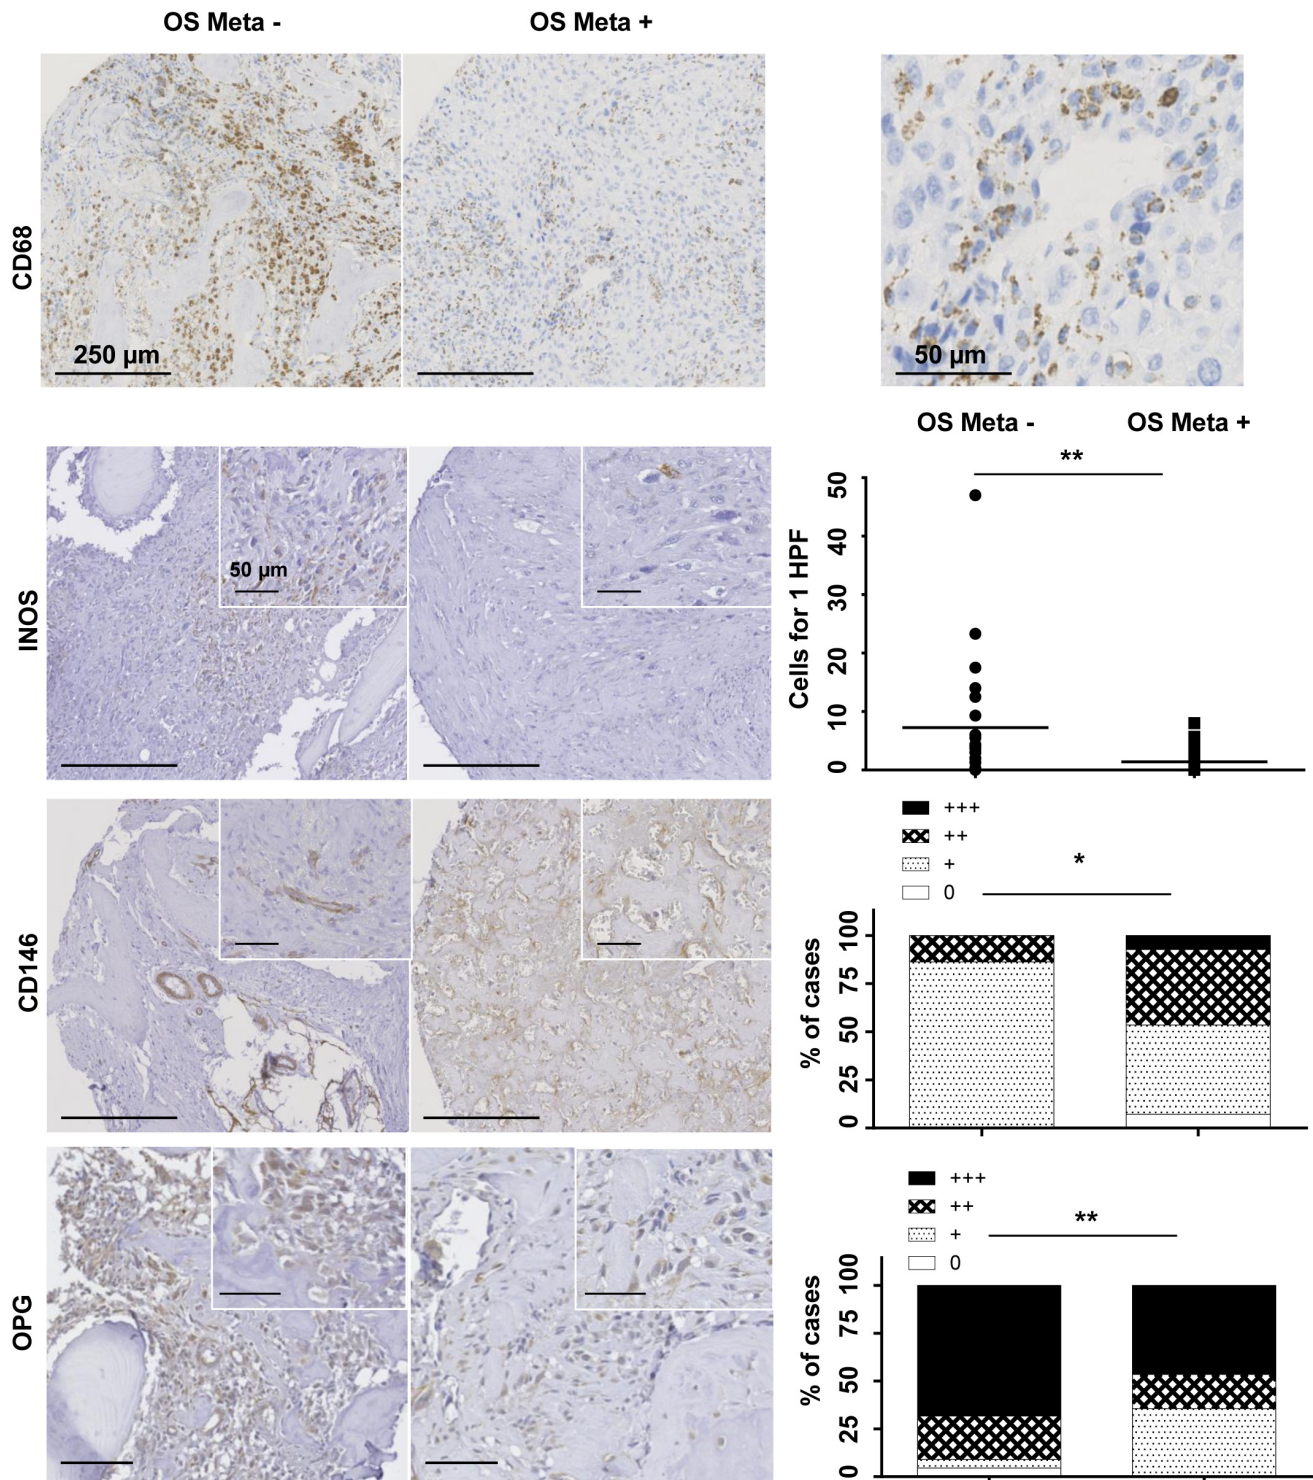 OS Meta -
OS Meta +
CD68
250 µm
50 µm
OS Meta -
OS Meta +
**
INOS
50 µm
Cells for 1 HPF
50
40
30
20
10
0
CD146
+++
++
+
0
*
% of cases
100
75
50
25
0
OPG
+++
++
+
0
**
% of cases
100
75
50
25
0